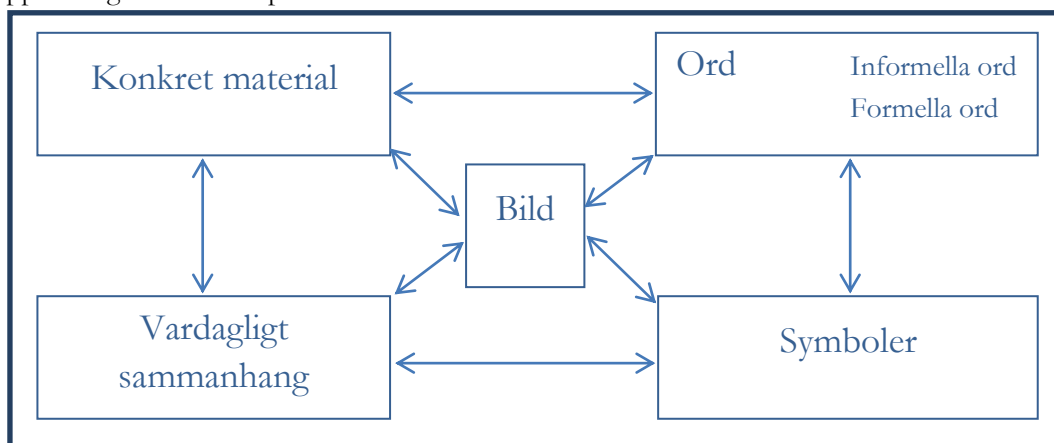 Konkret material
Ord
Informella ord
Formella ord
Bild
Vardagligt
sammanhang
Symboler